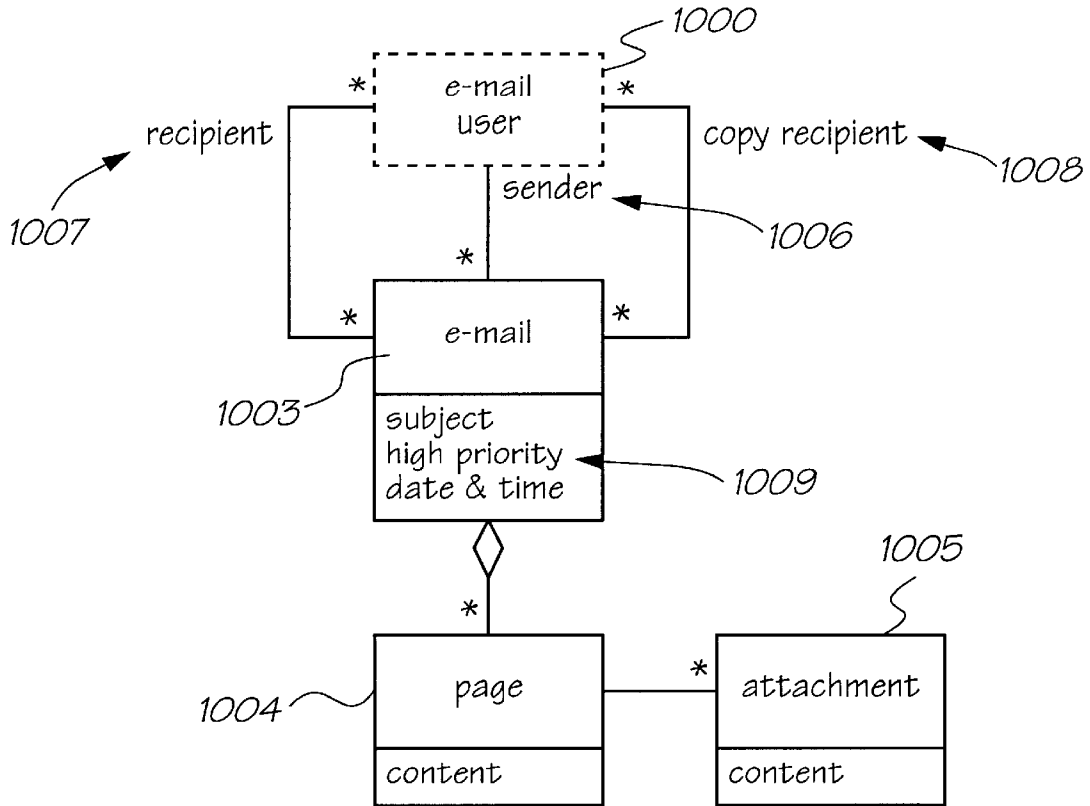 1000
* e-mail *
user
recipient
copy recipient
1008
sender
1007
1006
*
* e-mail *
1003
subject
high priority
date & time
1009
1005
*
page
* attachment
1004
content
content